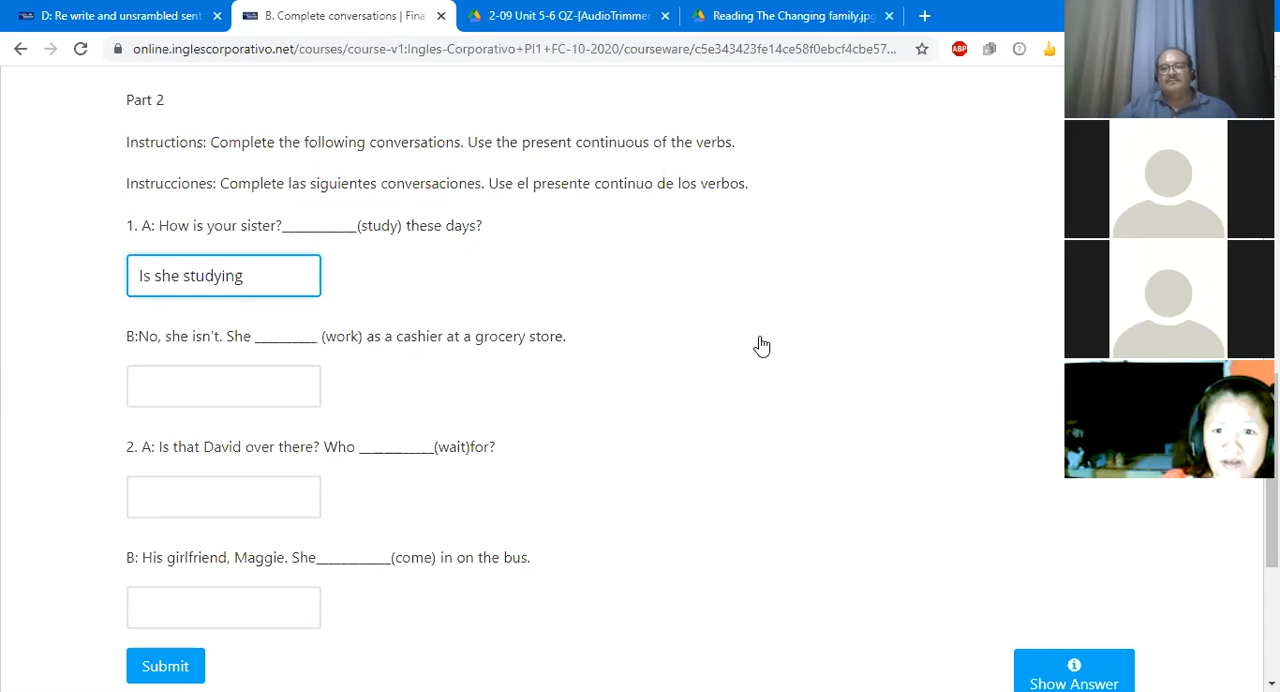 D: Re write and unsrambled sent
B. Complete conversations | Fina
2-09 Unit 5-6 QZ-[AudioTrimmer
Reading The Changing family.jpg
online.inglescorporativo.net/courses/course-v1:Ingles-Corporativo+PI1+FC-10-2020/courseware/c5e343423fe14ce58f0ebcf4cbe57...
ABP
Part 2
Instructions: Complete the following conversations. Use the present continuous of the verbs.
Instrucciones: Complete las siguientes conversaciones. Use el presente continuo de los verbos.
1. A: How is your sister?__________(study) these days?
Is she studying
B:No, she isn't. She _________ (work) as a cashier at a grocery store.
2. A: Is that David over there? Who __________(wait)for?
B: His girlfriend, Maggie. She__________(come) in on the bus.
Submit
Show Answer